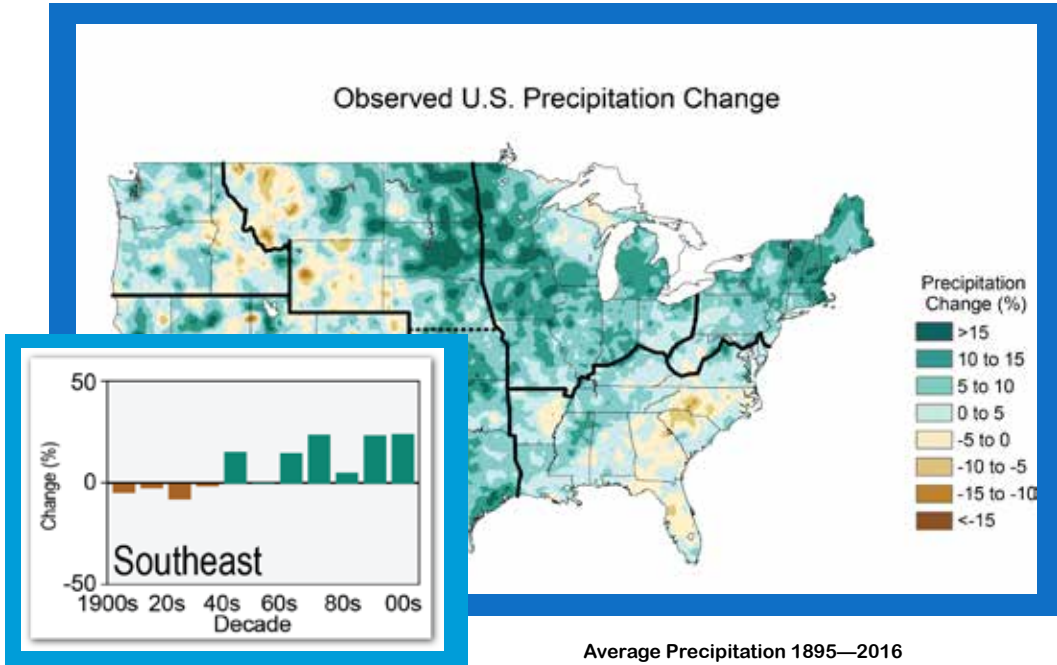 Observed U.S. Precipitation Change
Precipitation
Change (%)
>15
10 to 15
5 to 10
0 to 5
-5 to 0
-10 to -5
-15 to -10
<-15
50
0
-50
Change (%)
Southeast
1900s 20s 40s 60s 80s 00s
Decade
Average Precipitation 1895—2016